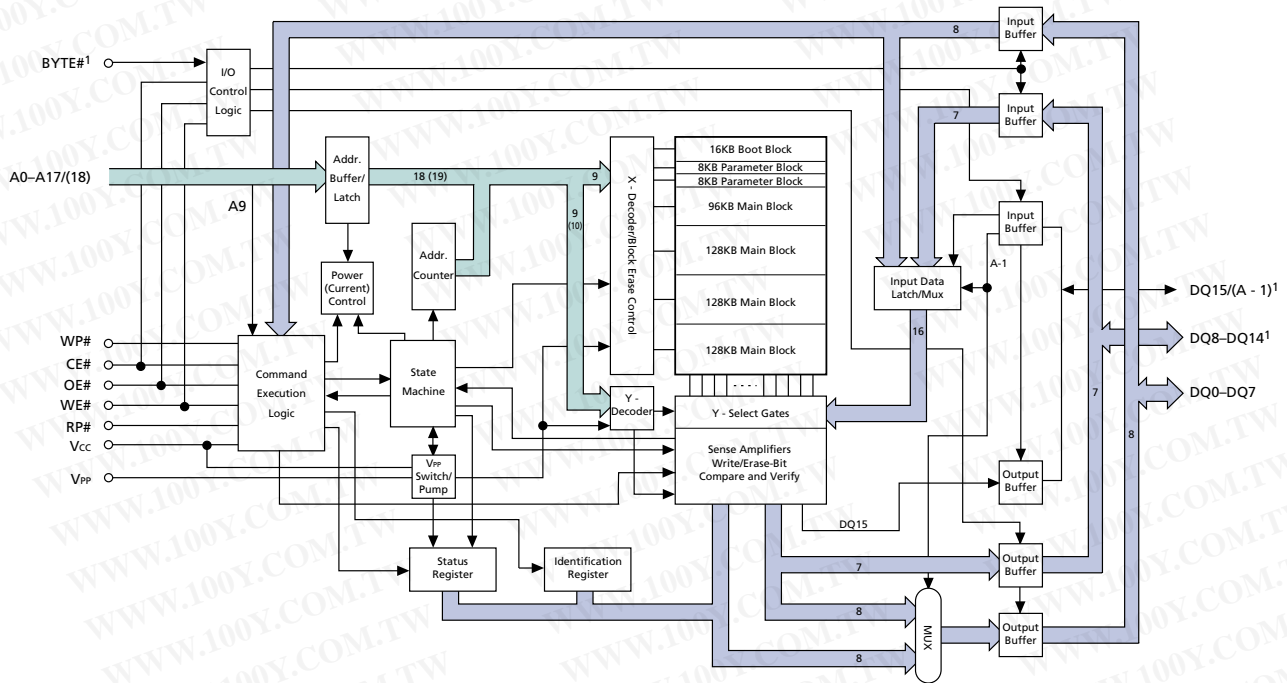 Input
Buffer
8
BYTE#1
I/O
Control
Logic
Input
Buffer
7
A0–A17/(18)
Addr.
Buffer/
Latch
18 (19)
9
9
(10)
A9
X - Decoder/Block Erase Control
16KB Boot Block
8KB Parameter Block
8KB Parameter Block
96KB Main Block
128KB Main Block
128KB Main Block
128KB Main Block
Input
Buffer
A-1
Addr.
Counter
Power
(Current)
Control
Input Data
Latch/Mux
16
DQ15/(A - 1)1
DQ8–DQ141
DQ0–DQ7
7
8
WP#
CE#
OE#
WE#
RP#
VCC
VPP
Command
Execution
Logic
State
Machine
Y -
Decoder
Y - Select Gates
Sense Amplifiers
Write/Erase-Bit
Compare and Verify
VPP
Switch/
Pump
Output
Buffer
DQ15
Status
Register
Identification
Register
7
Output
Buffer
8
8
MUX
Output
Buffer
WWW.100Y.COM.TW